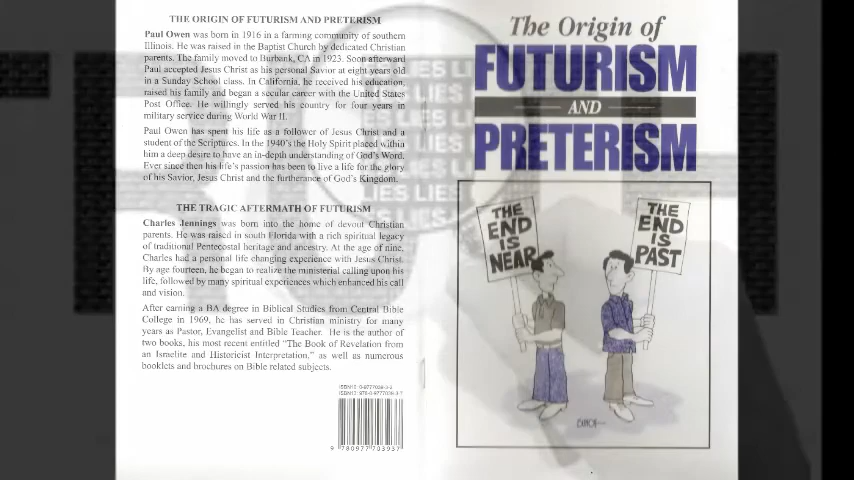 THE ORIGIN OF FUTURISM AND PRETERISM
Paul Owen was born in 1916 in a farming community of southern
Illinois. He was raised in the Baptist Church by dedicated Christian
parents. The family moved to Burbank, CA in 1923. Soon afterward
Paul accepted Jesus Christ as his personal Savior at eight years old
in a Sunday School class. In California, he received his education,
raised his family and began a secular career with the United States
Post Office. He willingly served his country for four years in
military service during World War II.
Paul Owen has spent his life as a follower of Jesus Christ and a
student of the Scriptures. In the 1940's the Holy Spirit placed within
him a deep desire to have an in-depth understanding of God's Word.
Ever since then his life's passion has been to live a life for the glory
of his Savior, Jesus Christ and the furtherance of God's Kingdom.
THE TRAGIC AFTERMATH OF FUTURISM
Charles Jennings was born into the home of devout Christian
parents. He was raised in south Florida with a rich spiritual legacy
of traditional Pentecostal heritage and ancestry. At the age of nine,
Charles had a personal life changing experience with Jesus Christ.
By age fourteen, he began to realize the ministerial calling upon his
life, followed by many spiritual experiences which enhanced his call
and vision.
After earning a BA degree in Biblical Studies from Central Bible
College in 1969, he has served in Christian ministry for many
years as Pastor, Evangelist and Bible Teacher. He is the author of
two books, his most recent entitled "The Book of Revelation from
an Israelite and Historicist Interpretation," as well as numerous
booklets and brochures on Bible related subjects.
9 780977 703937
The Origin of
FUTURISM
AND
PRETERISM
THE
END
IS
NEAR
THE
END
IS
PAST
LIES LI
LIES
LIES
IES LIES
LIES